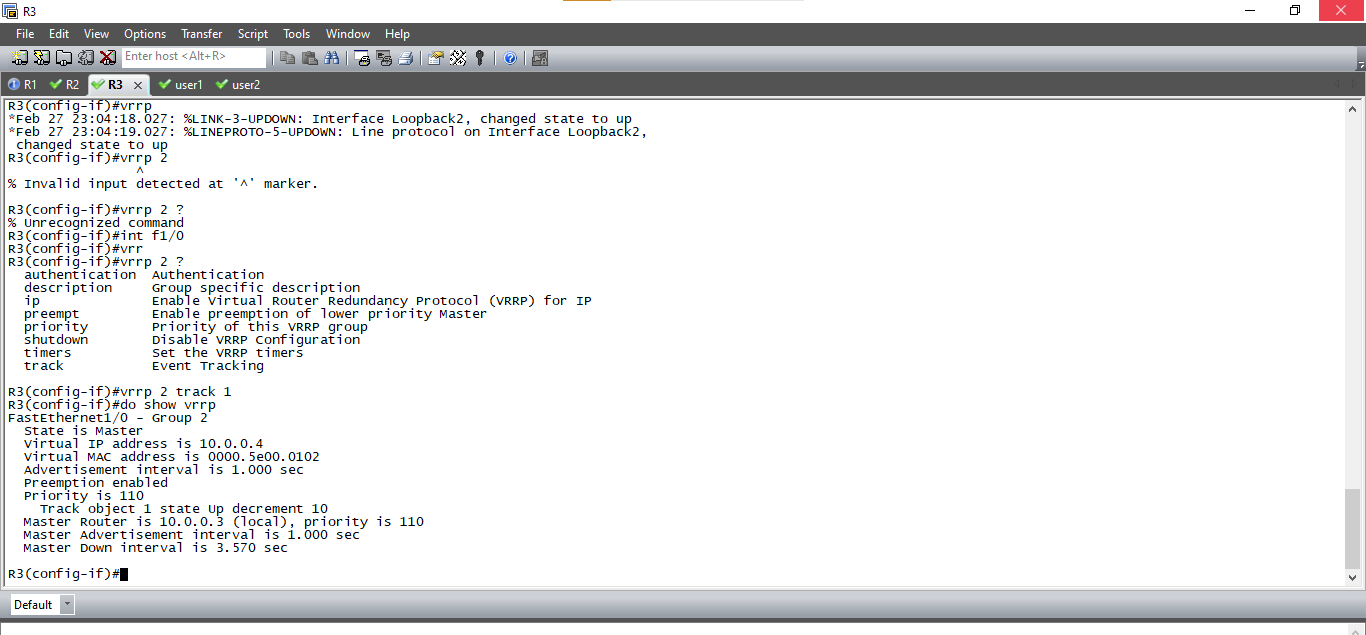 R3
File Edit View Options Transfer Script Tools Window Help
Enter host <Alt+R>
R1 R2 R3 user1 user2
R3(config-if)#vrrp
*Feb 27 23:04:18.027: %LINK-3-UPDOWN: Interface Loopback2, changed state to up
*Feb 27 23:04:19.027: %LINEPROTO-5-UPDOWN: Line protocol on Interface Loopback2,
 changed state to up
R3(config-if)#vrrp 2
                ^
% Invalid input detected at '^' marker.

R3(config-if)#vrrp 2 ?
% Unrecognized command
R3(config-if)#int f1/0
R3(config-if)#vrr
R3(config-if)#vrrp 2 ?
  authentication  Authentication
  description     Group specific description
  ip              Enable Virtual Router Redundancy Protocol (VRRP) for IP
  preempt         Enable preemption of lower priority Master
  priority        Priority of this VRRP group
  shutdown        Disable VRRP Configuration
  timers          Set the VRRP timers
  track           Event Tracking

R3(config-if)#vrrp 2 track 1
R3(config-if)#do show vrrp
FastEthernet1/0 - Group 2
  State is Master
  Virtual IP address is 10.0.0.4
  Virtual MAC address is 0000.5e00.0102
  Advertisement interval is 1.000 sec
  Preemption enabled
  Priority is 110
    Track object 1 state Up decrement 10
  Master Router is 10.0.0.3 (local), priority is 110
  Master Advertisement interval is 1.000 sec
  Master Down interval is 3.570 sec

R3(config-if)#
Default